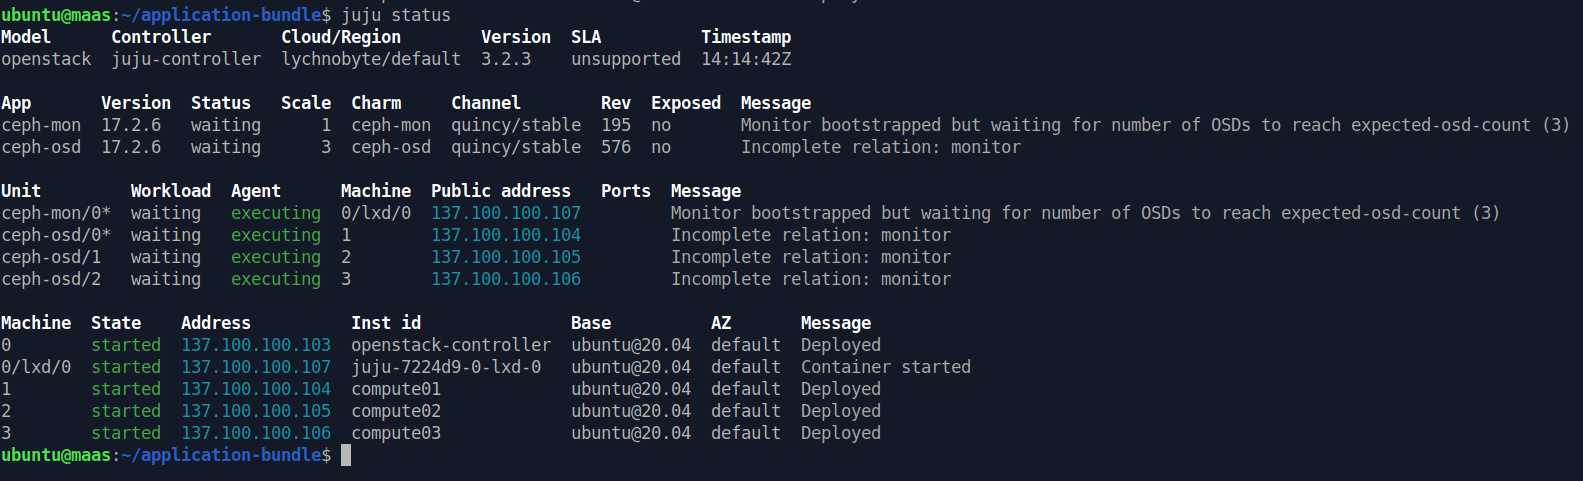 ubuntu@maas:~/application-bundle$ juju status
Model      Controller       Cloud/Region        Version  SLA          Timestamp
openstack  juju-controller  lychnobyte/default  3.2.3    unsupported  14:14:42Z
App       Version  Status   Scale  Charm     Channel        Rev  Exposed  Message
ceph-mon  17.2.6   waiting      1  ceph-mon  quincy/stable  195  no       Monitor bootstrapped but waiting for number of OSDs to reach expected-osd-count (3)
ceph-osd  17.2.6   waiting      3  ceph-osd  quincy/stable  576  no       Incomplete relation: monitor
Unit         Workload  Agent      Machine  Public address   Ports  Message
ceph-mon/0*  waiting   executing  0/lxd/0  137.100.100.107         Monitor bootstrapped but waiting for number of OSDs to reach expected-osd-count (3)
ceph-osd/0*  waiting   executing  1        137.100.100.104         Incomplete relation: monitor
ceph-osd/1   waiting   executing  2        137.100.100.105         Incomplete relation: monitor
ceph-osd/2   waiting   executing  3        137.100.100.106         Incomplete relation: monitor
Machine  State    Address          Inst id               Base          AZ       Message
0        started  137.100.100.103  openstack-controller  ubuntu@20.04  default  Deployed
0/lxd/0  started  137.100.100.107  juju-7224d9-0-lxd-0   ubuntu@20.04  default  Container started
1        started  137.100.100.104  compute01             ubuntu@20.04  default  Deployed
2        started  137.100.100.105  compute02             ubuntu@20.04  default  Deployed
3        started  137.100.100.106  compute03             ubuntu@20.04  default  Deployed
ubuntu@maas:~/application-bundle$